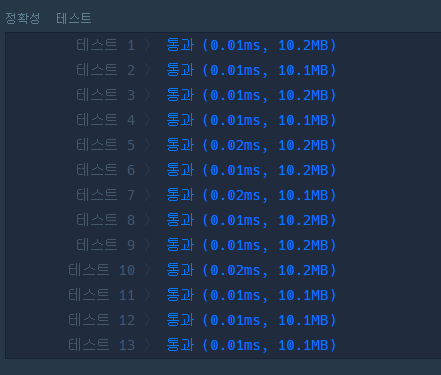 정확성 테스트
테스트 1 〉 통과 (0.01ms, 10.2MB)
테스트 2 〉 통과 (0.01ms, 10.1MB)
테스트 3 〉 통과 (0.01ms, 10.2MB)
테스트 4 〉 통과 (0.01ms, 10.1MB)
테스트 5 〉 통과 (0.02ms, 10.2MB)
테스트 6 〉 통과 (0.01ms, 10.2MB)
테스트 7 〉 통과 (0.02ms, 10.1MB)
테스트 8 〉 통과 (0.01ms, 10.2MB)
테스트 9 〉 통과 (0.01ms, 10.2MB)
테스트 10 〉 통과 (0.02ms, 10.2MB)
테스트 11 〉 통과 (0.01ms, 10.1MB)
테스트 12 〉 통과 (0.01ms, 10.1MB)
테스트 13 〉 통과 (0.01ms, 10.1MB)